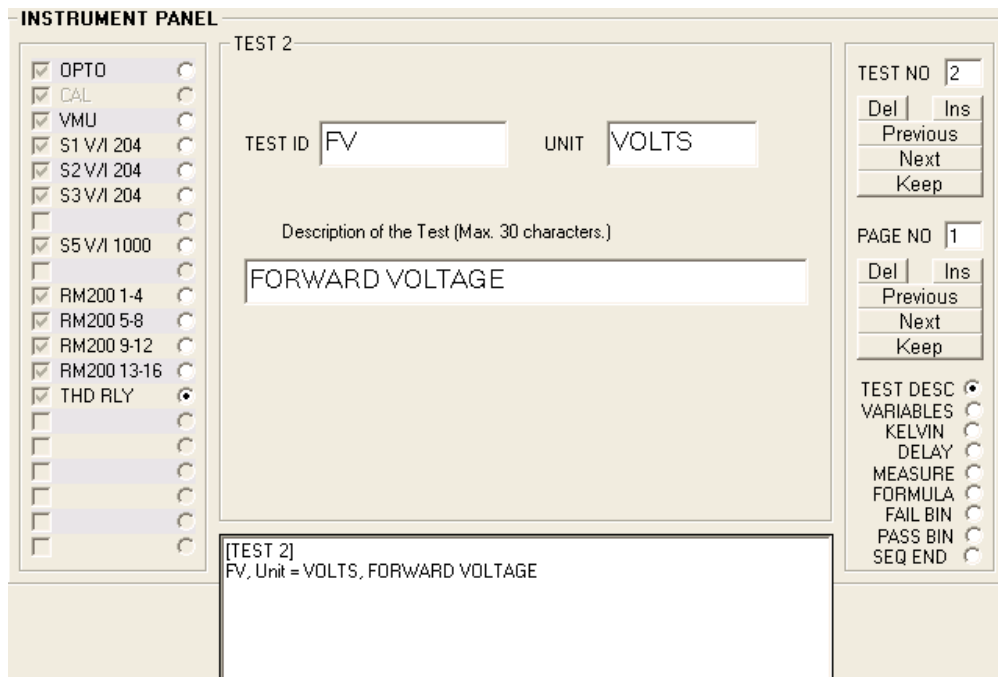 INSTRUMENT PANEL
OPTO
CAL
VMU
S1 V/I 204
S2 V/I 204
S3 V/I 204
S5 V/I 1000
RM200 1-4
RM200 5-8
RM200 9-12
RM200 13-16
THD RLY
TEST 2
TEST ID FV UNIT VOLTS
Description of the Test (Max. 30 characters.)
FORWARD VOLTAGE
[TEST 2]
FV, Unit = VOLTS, FORWARD VOLTAGE
TEST NO 2
Del Ins
Previous
Next
Keep
PAGE NO 1
Del Ins
Previous
Next
Keep
TEST DESC
VARIABLES
KELVIN
DELAY
MEASURE
FORMULA
FAIL BIN
PASS BIN
SEQ END